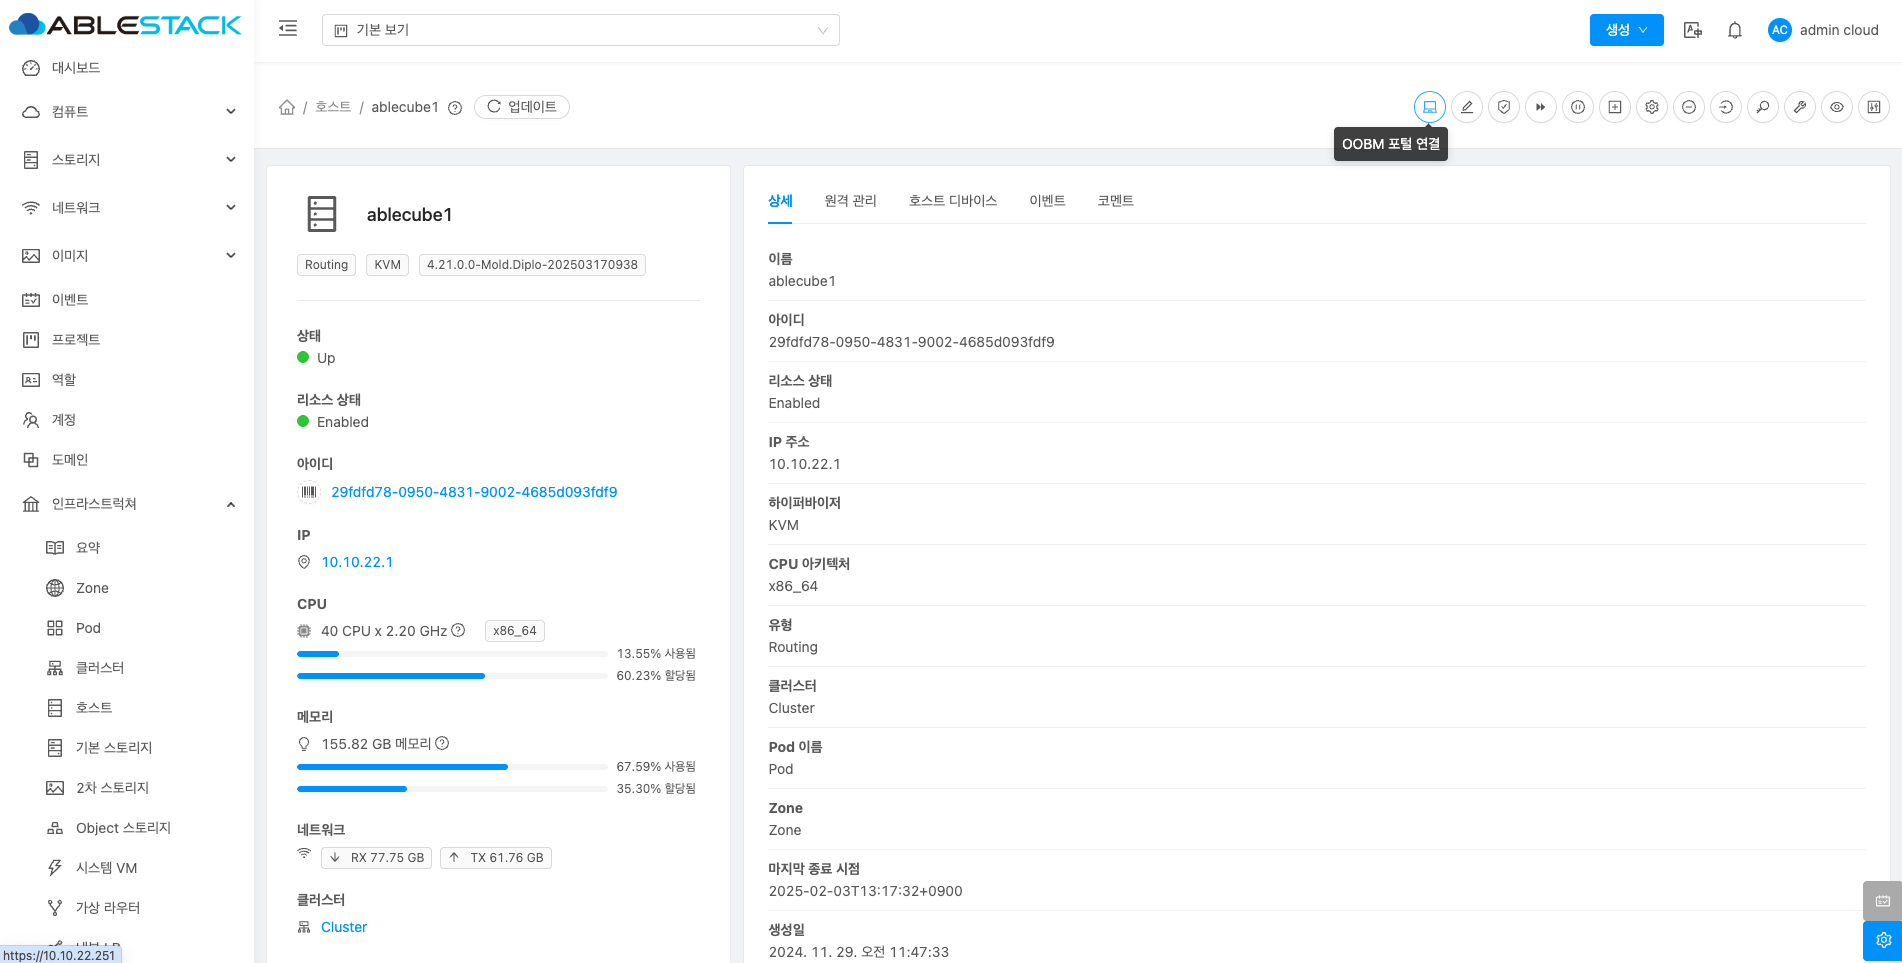 ABLESTACK
기본 보기
생성
AC
admin cloud
대시보드
컴퓨트
스토리지
네트워크
이미지
이벤트
프로젝트
역할
계정
도메인
인프라스트럭쳐
요약
Zone
Pod
클러스터
호스트
기본 스토리지
2차 스토리지
Object 스토리지
시스템 VM
가상 라우터
https://10.10.22.251
/ 호스트 / ablecube1
업데이트
OOBM 포털 연결
ablecube1
Routing
KVM
4.21.0.0-Mold.Diplo-202503170938
상태
Up
리소스 상태
Enabled
아이디
29fdfd78-0950-4831-9002-4685d093fdf9
IP
10.10.22.1
CPU
40 CPU x 2.20 GHz
x86_64
13.55% 사용됨
60.23% 할당됨
메모리
155.82 GB 메모리
67.59% 사용됨
35.30% 할당됨
네트워크
RX 77.75 GB
TX 61.76 GB
클러스터
Cluster
상세
원격 관리
호스트 디바이스
이벤트
코멘트
이름
ablecube1
아이디
29fdfd78-0950-4831-9002-4685d093fdf9
리소스 상태
Enabled
IP 주소
10.10.22.1
하이퍼바이저
KVM
CPU 아키텍처
x86_64
유형
Routing
클러스터
Cluster
Pod 이름
Pod
Zone
Zone
마지막 종료 시점
2025-02-03T13:17:32+0900
생성일
2024. 11. 29. 오전 11:47:33